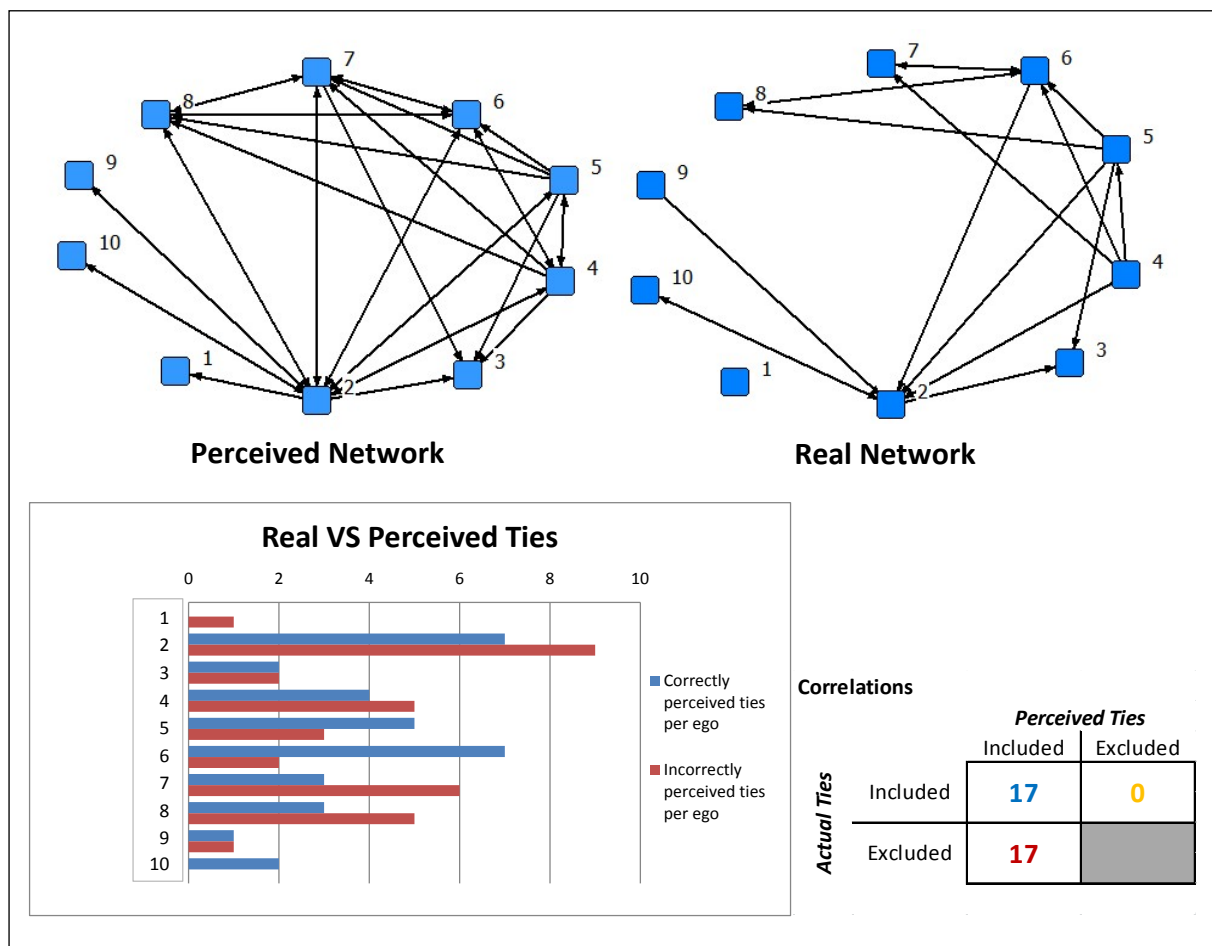 7
8
6
9
5
10
4
1
3
2
Perceived Network
7
6
8
5
9
10
4
3
1
2
Real Network
Real VS Perceived Ties
0 2 4 6 8 10
1
2
3
4
5
6
7
8
9
10
Correctly
perceived ties
per ego
Incorrectly
perceived ties
per ego
Correlations
Perceived Ties
Included Excluded
Actual Ties
Included 17 0
Excluded 17